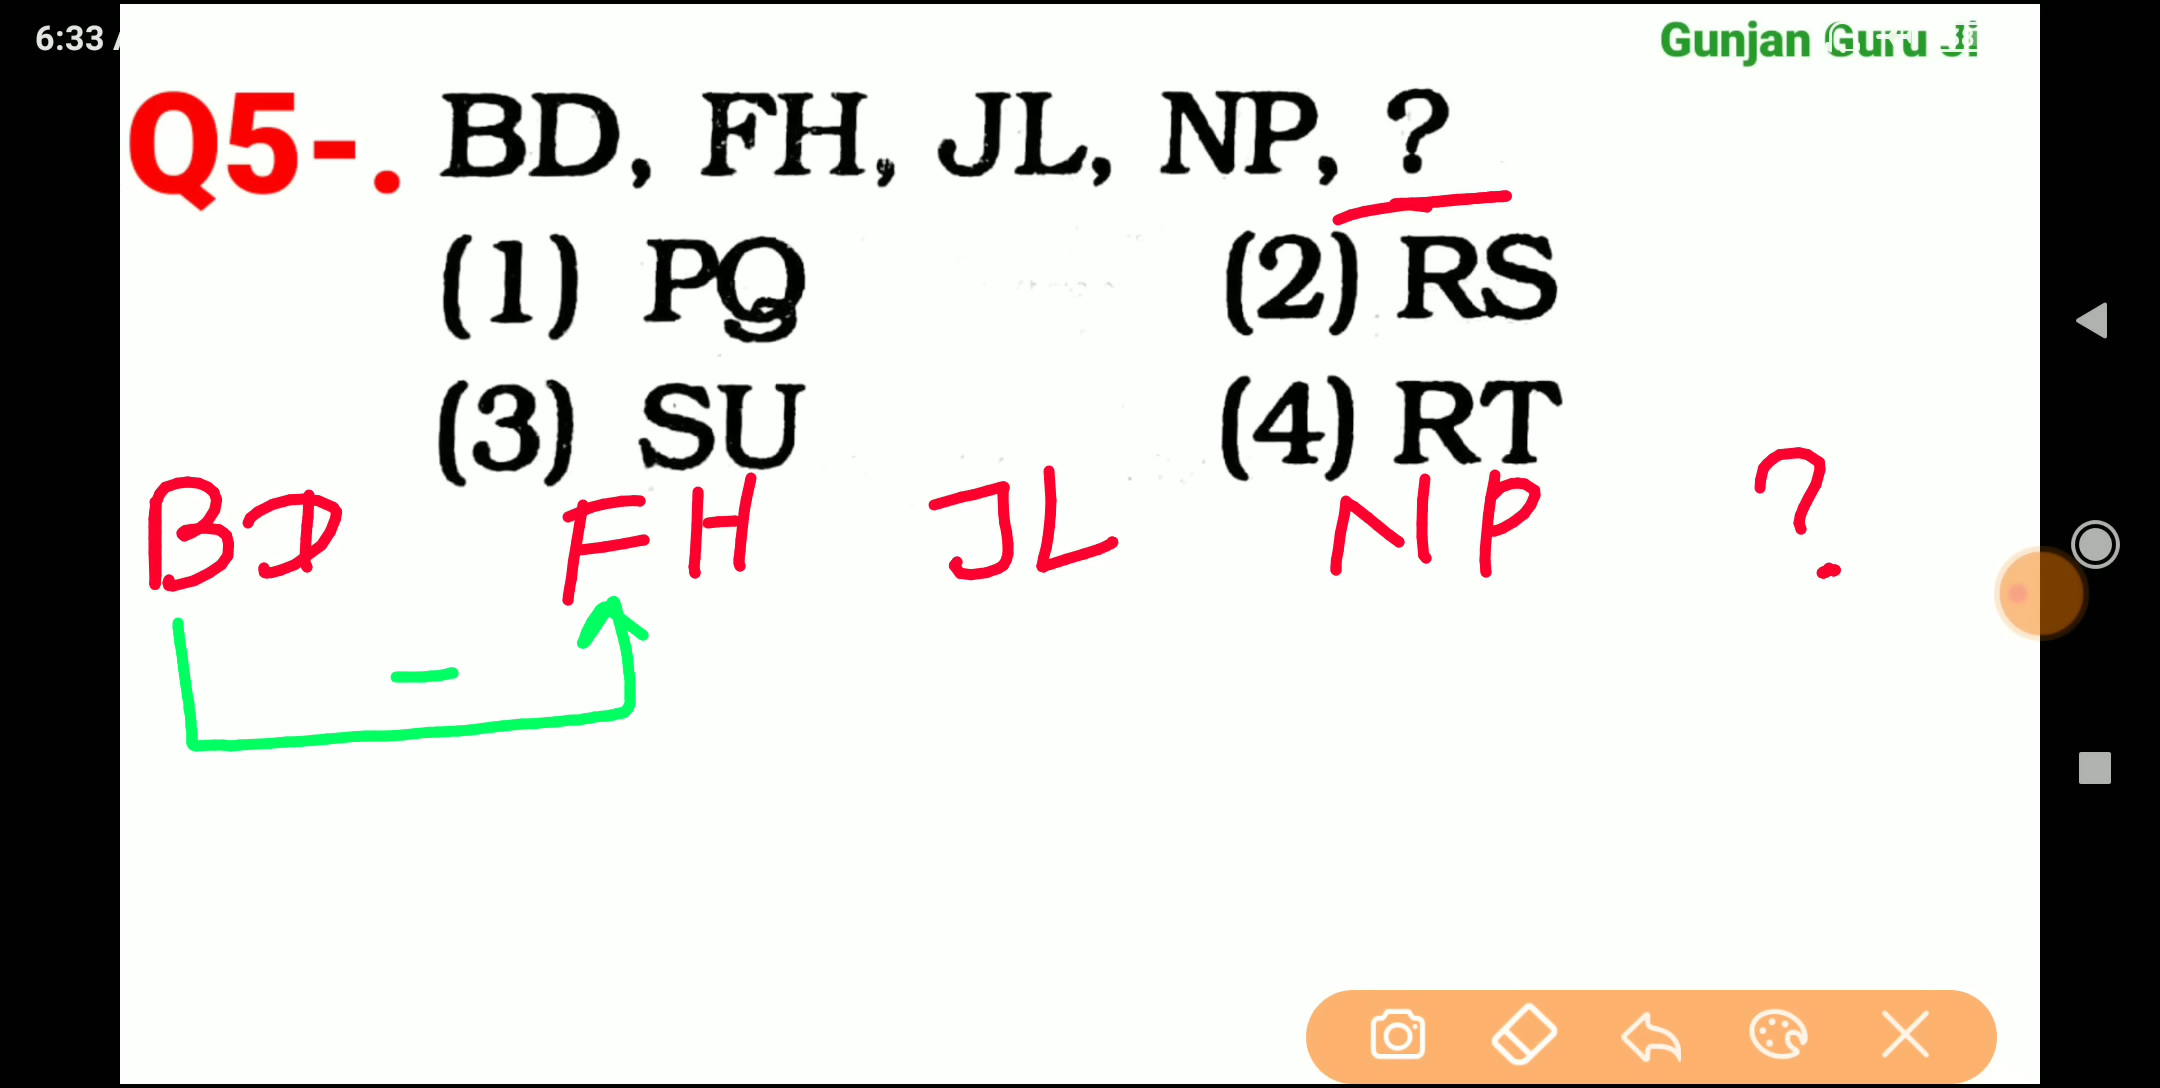 6:33
Gunjan Guru Ji
Q5-. BD, FH, JL, NP, ?
(1) PQ (2) RS
(3) SU (4) RT
BD FH JL NP ?